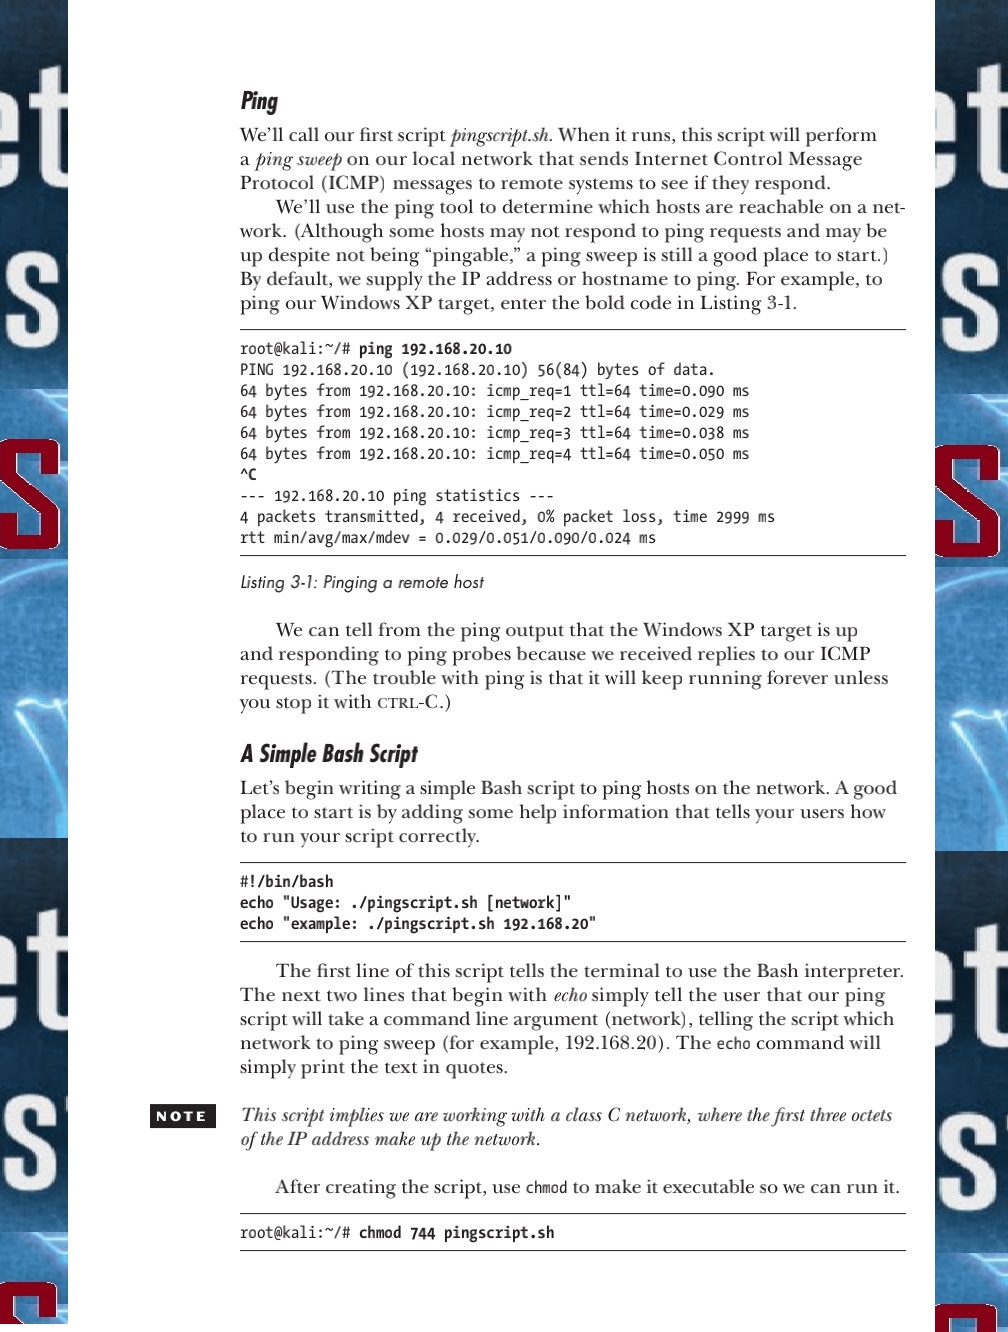 Ping
We'll call our first script pingscript.sh. When it runs, this script will perform
a ping sweep on our local network that sends Internet Control Message
Protocol (ICMP) messages to remote systems to see if they respond.
We'll use the ping tool to determine which hosts are reachable on a net-
work. (Although some hosts may not respond to ping requests and may be
up despite not being “pingable,” a ping sweep is still a good place to start.)
By default, we supply the IP address or hostname to ping. For example, to
ping our Windows XP target, enter the bold code in Listing 3-1.
root@kali:~/# ping 192.168.20.10
PING 192.168.20.10 (192.168.20.10) 56(84) bytes of data.
64 bytes from 192.168.20.10: icmp_req=1 ttl=64 time=0.090 ms
64 bytes from 192.168.20.10: icmp_req=2 ttl=64 time=0.029 ms
64 bytes from 192.168.20.10: icmp_req=3 ttl=64 time=0.038 ms
64 bytes from 192.168.20.10: icmp_req=4 ttl=64 time=0.050 ms
^C
--- 192.168.20.10 ping statistics ---
4 packets transmitted, 4 received, 0% packet loss, time 2999 ms
rtt min/avg/max/mdev = 0.029/0.051/0.090/0.024 ms
Listing 3-1: Pinging a remote host
We can tell from the ping output that the Windows XP target is up
and responding to ping probes because we received replies to our ICMP
requests. (The trouble with ping is that it will keep running forever unless
you stop it with CTRL-C.)
A Simple Bash Script
Let's begin writing a simple Bash script to ping hosts on the network. A good
place to start is by adding some help information that tells your users how
to run your script correctly.
#!/bin/bash
echo "Usage: ./pingscript.sh [network]"
echo "example: ./pingscript.sh 192.168.20"
The first line of this script tells the terminal to use the Bash interpreter.
The next two lines that begin with echo simply tell the user that our ping
script will take a command line argument (network), telling the script which
network to ping sweep (for example, 192.168.20). The echo command will
simply print the text in quotes.
NOTE This script implies we are working with a class C network, where the first three octets
of the IP address make up the network.
After creating the script, use chmod to make it executable so we can run it.
root@kali:~/# chmod 744 pingscript.sh